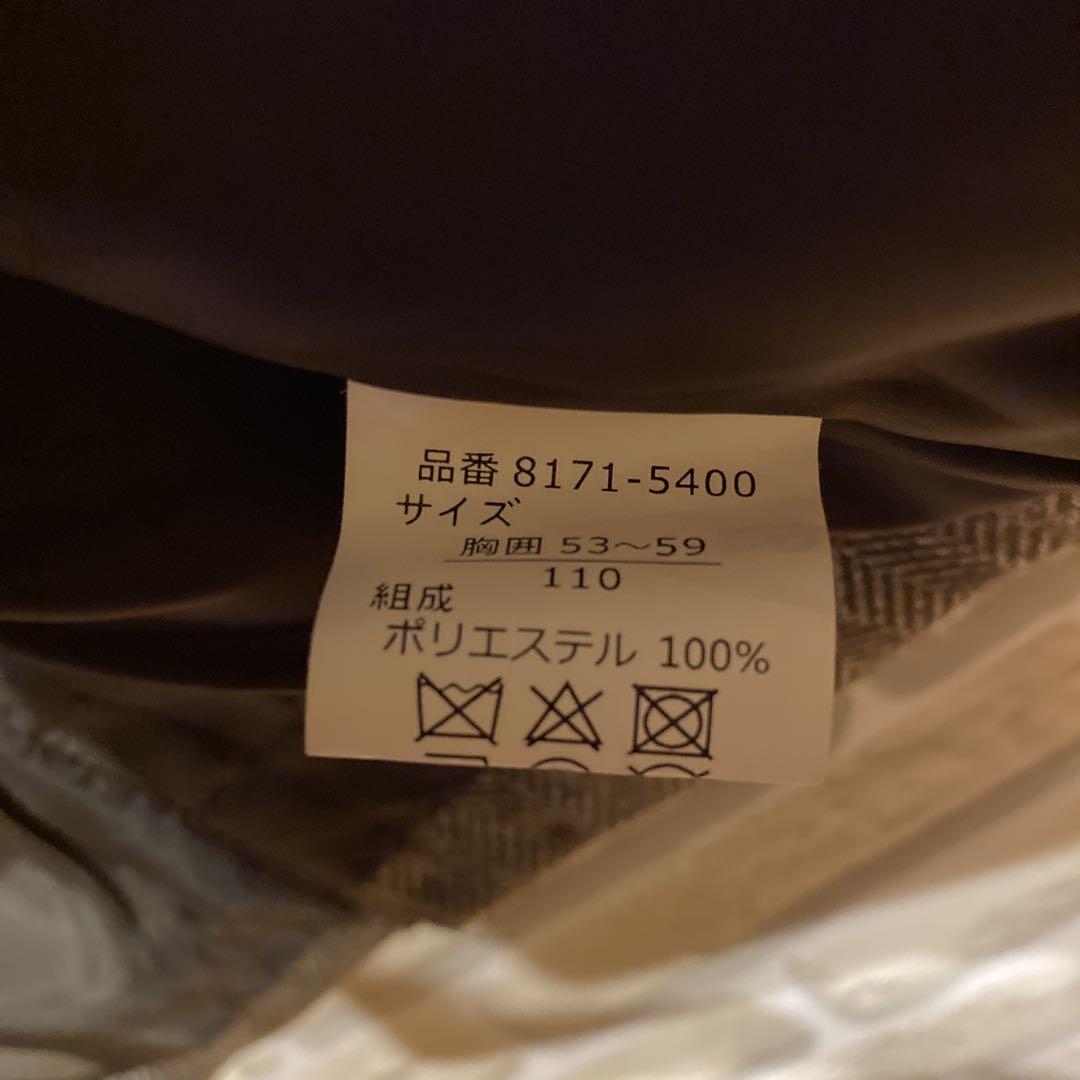 品番 8171-5400
サイズ
胸囲 53～59
110
組成
ポリエステル 100%